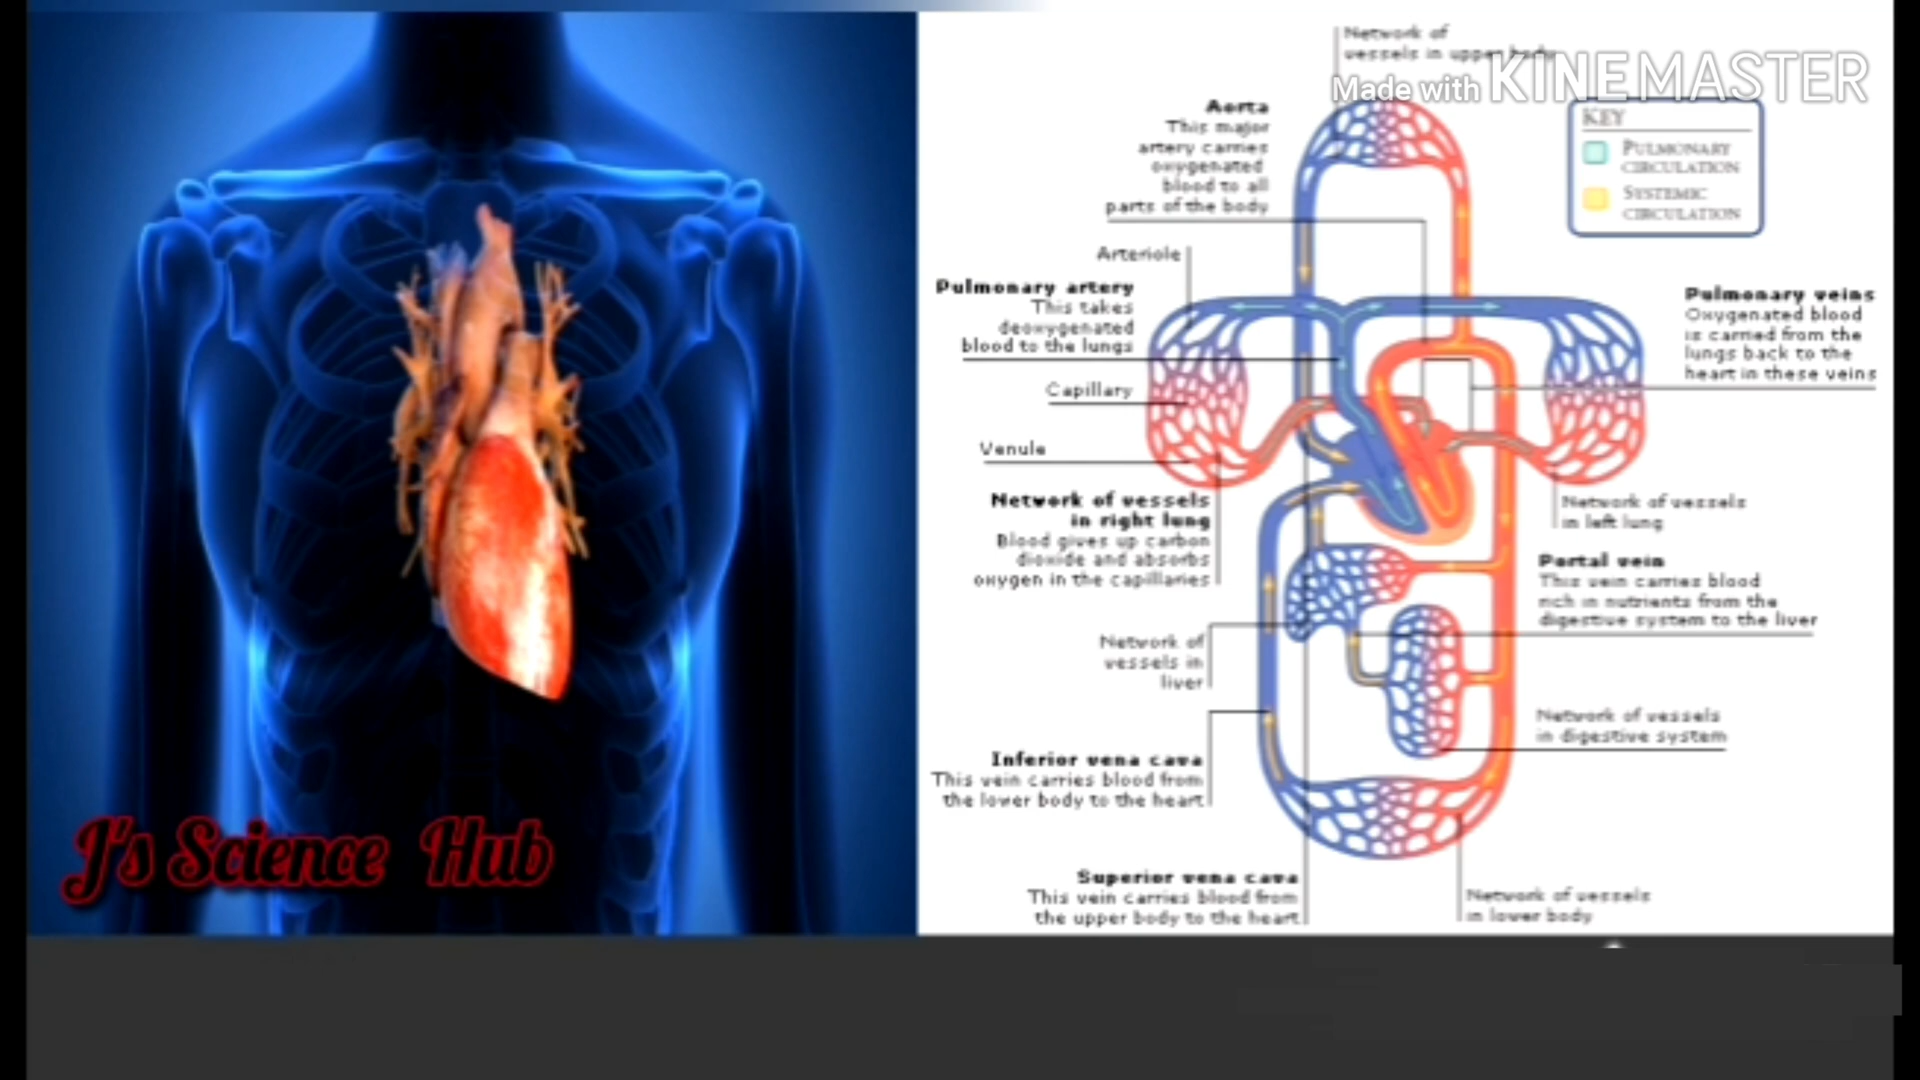 Network of
vessels in upper body
Made with KINEMASTER
Aorta
This major
artery carries
oxygenated
blood to all
parts of the body
KEY
PULMONARY
CIRCULATION
SYSTEMIC
CIRCULATION
Arteriole
Pulmonary artery
This takes
deoxygenated
blood to the lungs
Pulmonary veins
Oxygenated blood
is carried from the
lungs back to the
heart in these veins
Capillary
Venule
Network of vessels
in right lung
Blood gives up carbon
dioxide and absorbs
oxygen in the capillaries
Network of vessels
in left lung
Portal vein
This vein carries blood
rich in nutrients from the
digestive system to the liver
Network of
vessels in
liver
Network of vessels
in digestive system
Inferior vena cava
This vein carries blood from
the lower body to the heart
Superior vena cava
This vein carries blood from
the upper body to the heart
Network of vessels
in lower body
J's Science Hub